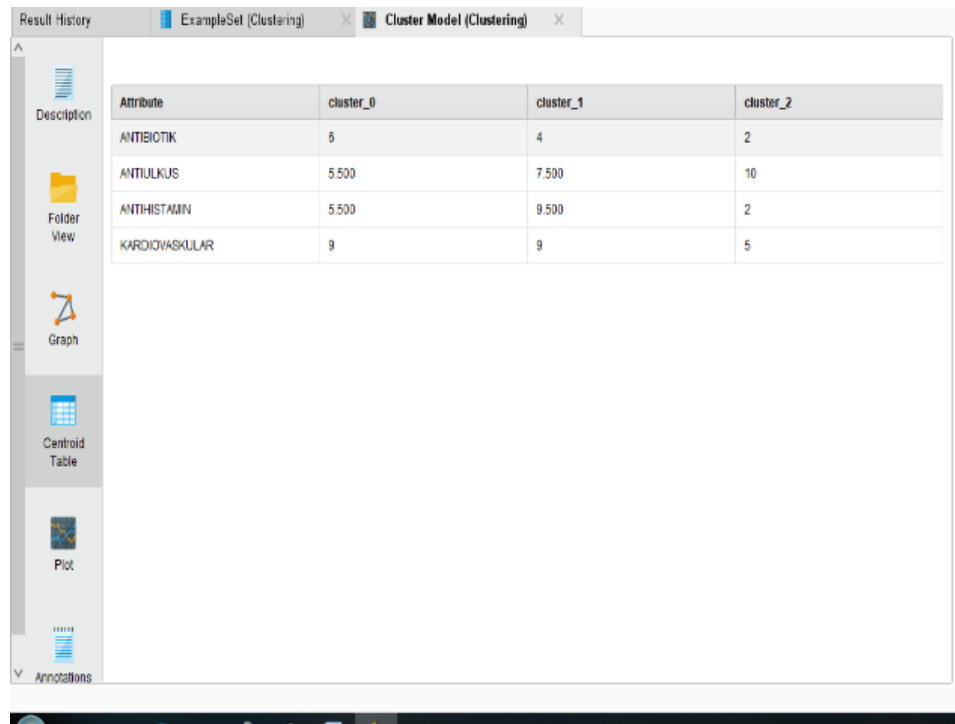 Result History ExampleSet (Clustering) Cluster Model (Clustering)
Description
Folder
View
Graph
Centroid
Table
Plot
Annotations
Attribute cluster_0 cluster_1 cluster_2
ANTIBIOTIK 6 4 2
ANTIULKUS 5.500 7.500 10
ANTIHISTAMIN 5.500 9.500 2
KARDIOVASKULAR 9 9 5